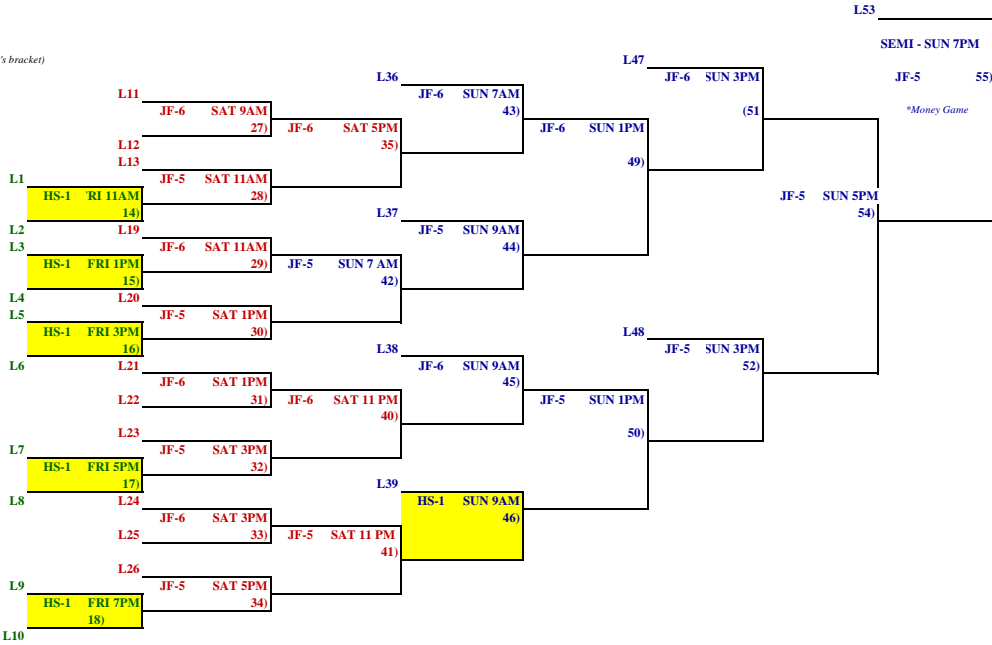 L53
SEMI - SUN 7PM
's bracket)
L47
L36
JF-6 SUN 3PM
JF-5 55)
L11
JF-6 SUN 7AM
JF-6 SAT 9AM
43)
(51
*Money Game
27)
JF-6 SAT 5PM
JF-6 SUN 1PM
L12
35)
L13
49)
L1
JF-5 SAT 11AM
HS-1 RI 11AM
28)
JF-5 SUN 5PM
14)
L37
54)
L2
L19
JF-5 SUN 9AM
L3
JF-6 SAT 11AM
44)
HS-1 FRI 1PM
29)
JF-5 SUN 7 AM
15)
42)
L4
L20
L5
JF-5 SAT 1PM
HS-1 FRI 3PM
30)
L48
16)
L38
JF-5 SUN 3PM
L6
L21
JF-6 SUN 9AM
52)
JF-6 SAT 1PM
45)
L22
31)
JF-6 SAT 11 PM
JF-5 SUN 1PM
40)
L23
50)
L7
JF-5 SAT 3PM
HS-1 FRI 5PM
32)
17)
L39
L8
L24
HS-1 SUN 9AM
JF-6 SAT 3PM
46)
L25
33)
JF-5 SAT 11 PM
41)
L26
L9
JF-5 SAT 5PM
HS-1 FRI 7PM
34)
18)
L10